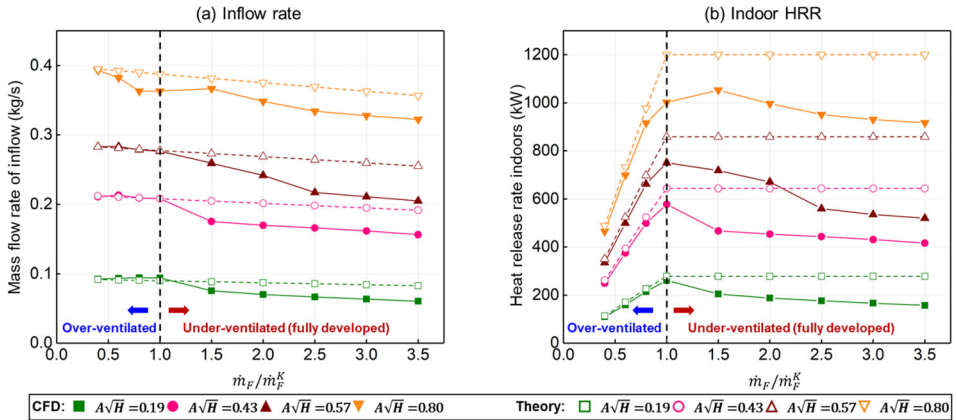 (a) Inflow rate
Mass flow rate of inflow (kg/s)
0.4
0.3
0.2
0.1
0.0
Over-ventilated
Under-ventilated (fully developed)
0.0 0.5 1.0 1.5 2.0 2.5 3.0 3.5
ṁ_F/ṁ_F^K
(b) Indoor HRR
Heat release rate indoors (kW)
1200
1000
800
600
400
200
0
Over-ventilated
Under-ventilated (fully developed)
0.0 0.5 1.0 1.5 2.0 2.5 3.0 3.5
ṁ_F/ṁ_F^K
CFD: A√H =0.19 A√H =0.43 A√H =0.57 A√H =0.80 Theory: A√H =0.19 A√H =0.43 A√H =0.57 A√H =0.80